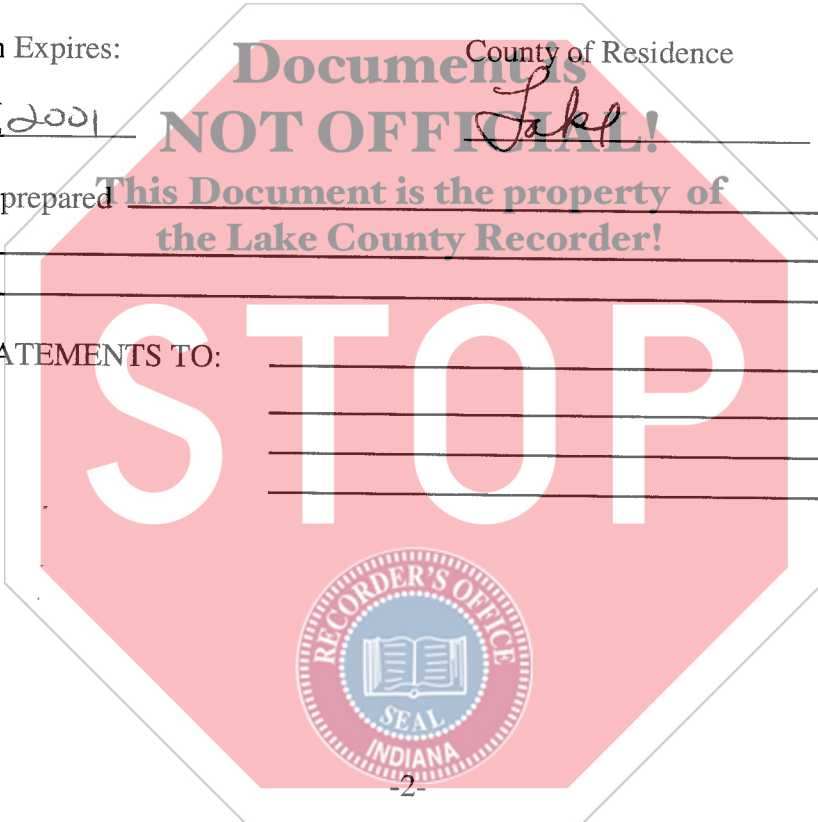 Expires:
County of Residence
2001
Lake
prepared
ATEMENTS TO:
Document is
NOT OFFICIAL!
This Document is the property of
the Lake County Recorder!
STOP
RECORDER'S OFFICE
SEAL
INDIANA
-2-